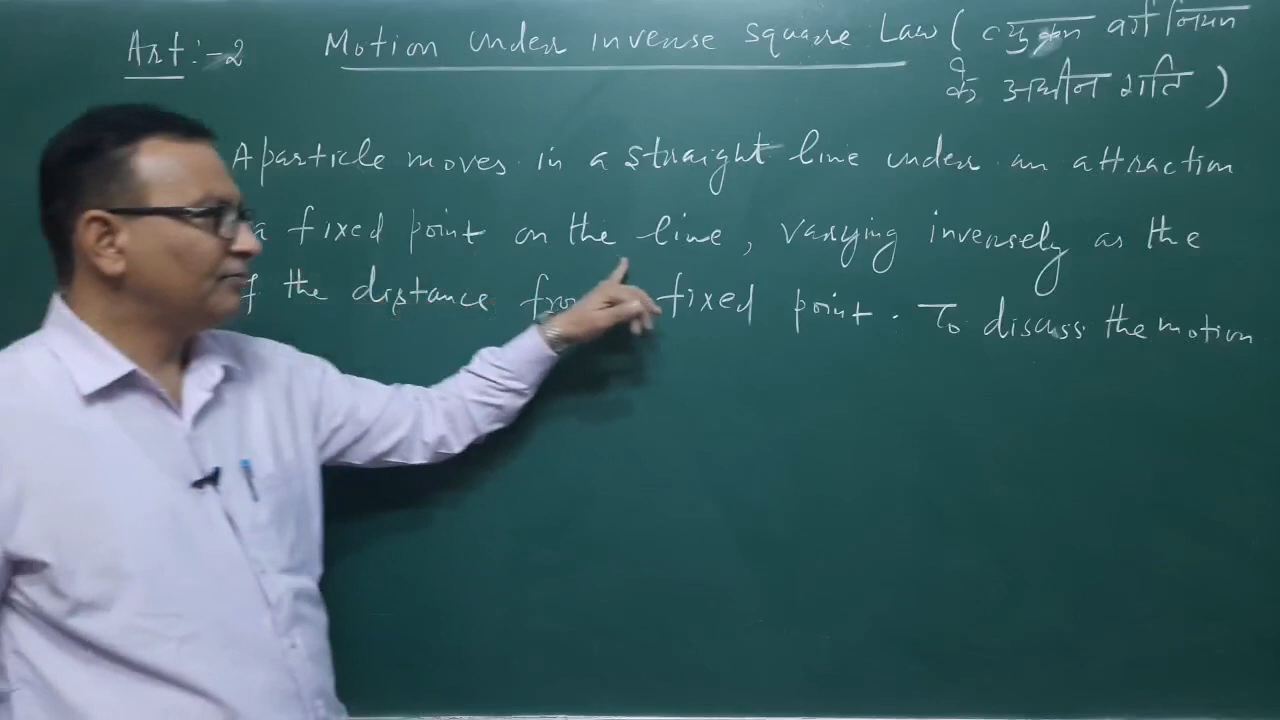 Art:-2 Motion under inverse square Law ( व्युत्क्रम वर्ग नियम
के अधीन गति )
A particle moves in a straight line under an attraction
a fixed point on the line, varying inversely as the
the distance fixed point. To discuss the motion